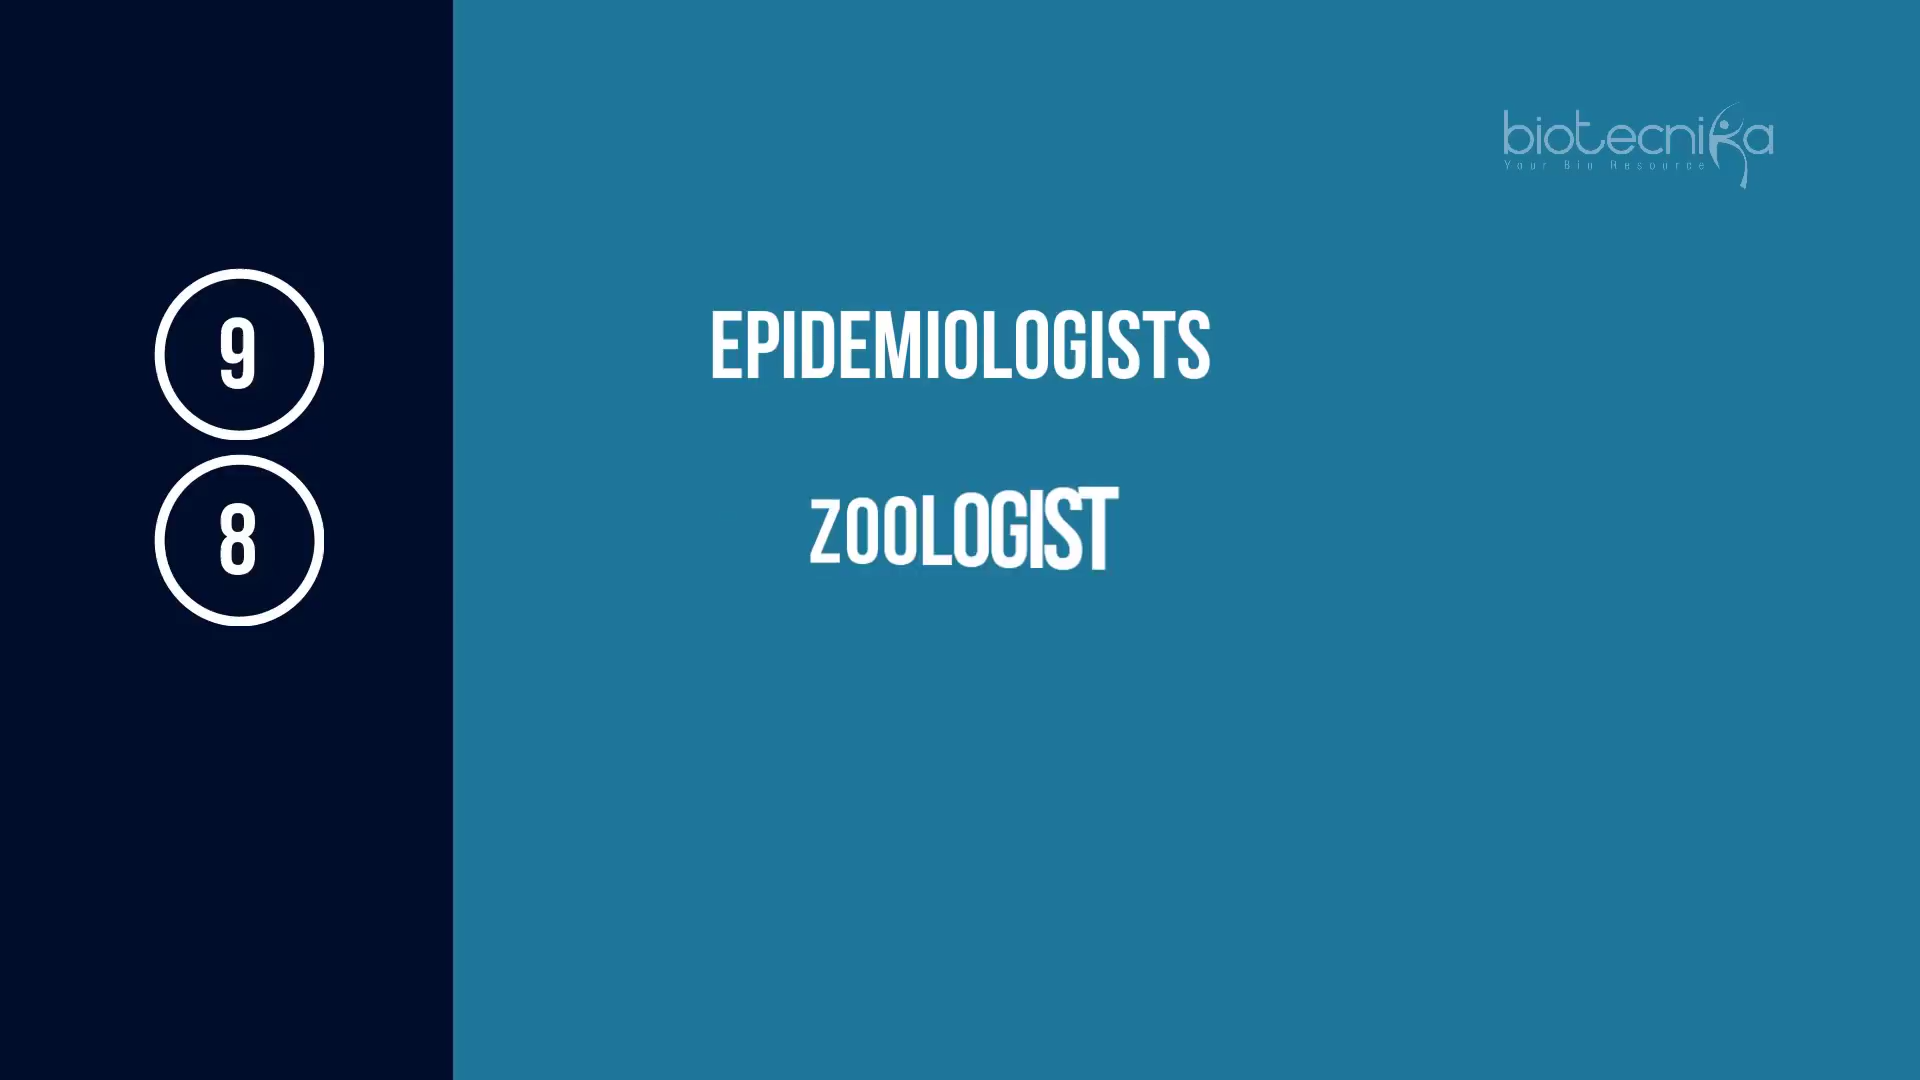 biotecnika
Your Bio Resource
9
EPIDEMIOLOGISTS
8
ZOOLOGIST